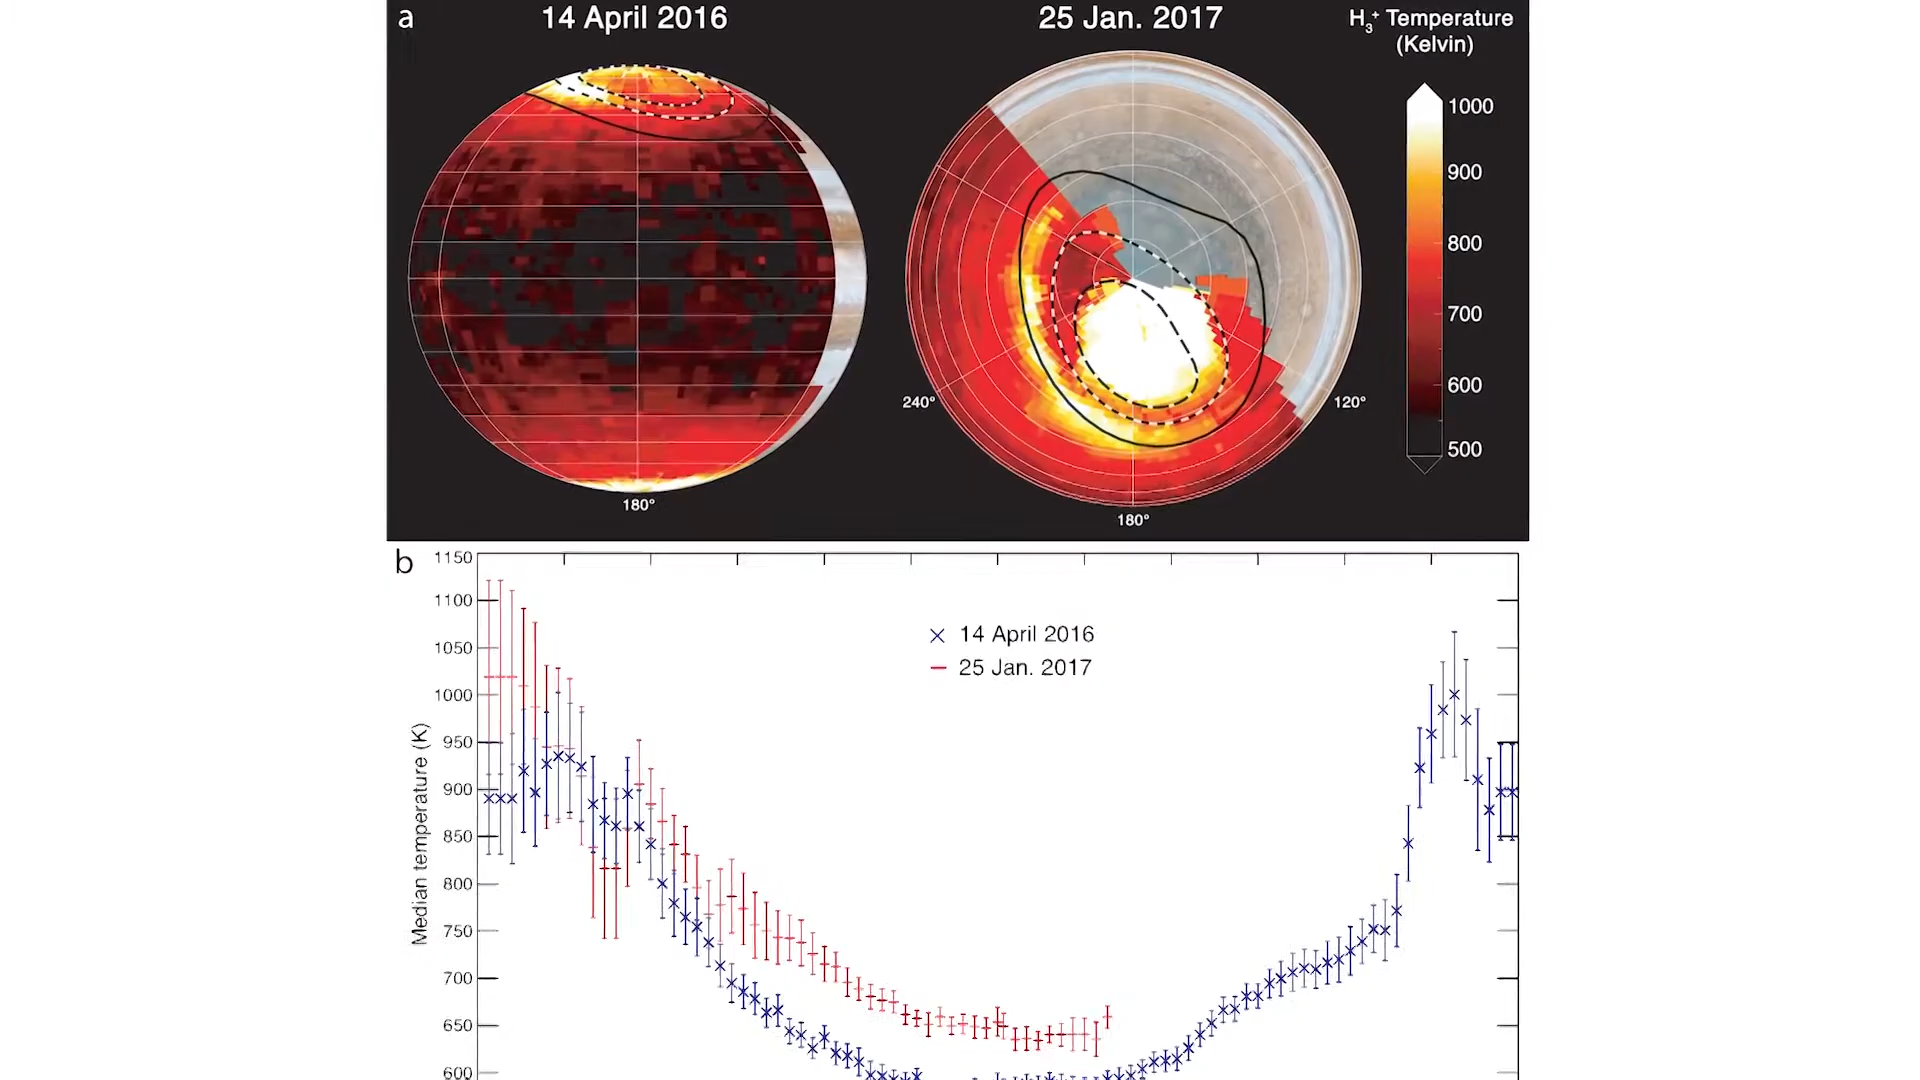 a
14 April 2016
25 Jan. 2017
H₃⁺ Temperature
(Kelvin)
1000
900
800
700
600
500
240°
120°
180°
180°
b
1150
1100
1050
1000
950
900
850
800
750
700
650
600
Median temperature (K)
14 April 2016
25 Jan. 2017